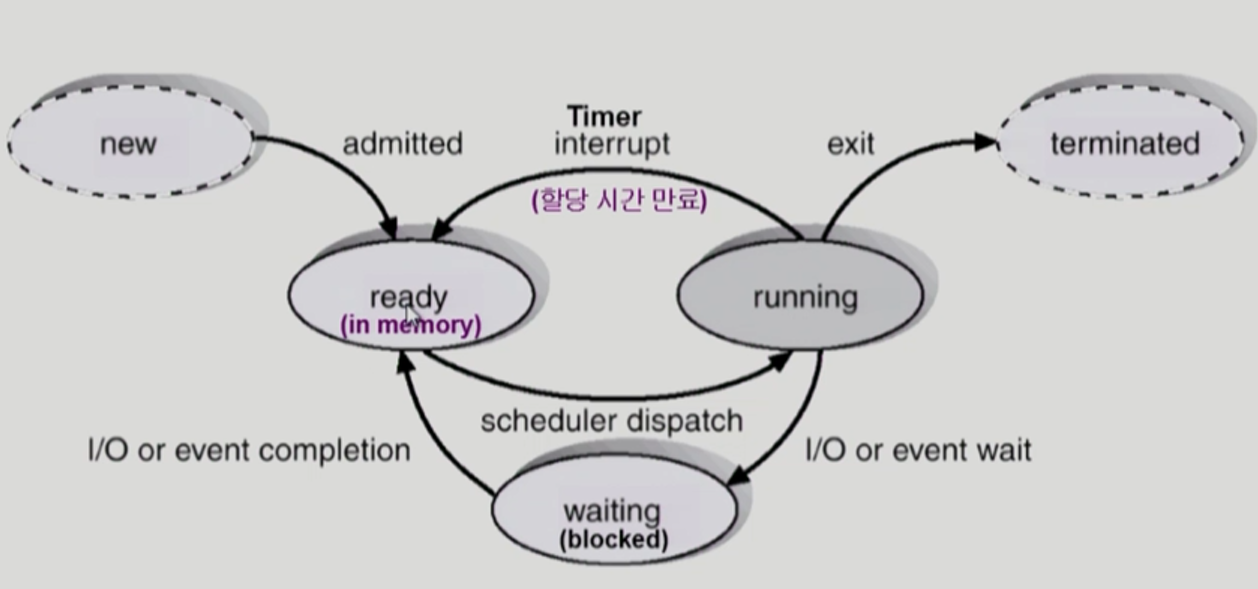 new
admitted
Timer
interrupt
(할당 시간 만료)
exit
terminated
ready
(in memory)
running
scheduler dispatch
I/O or event completion
I/O or event wait
waiting
(blocked)